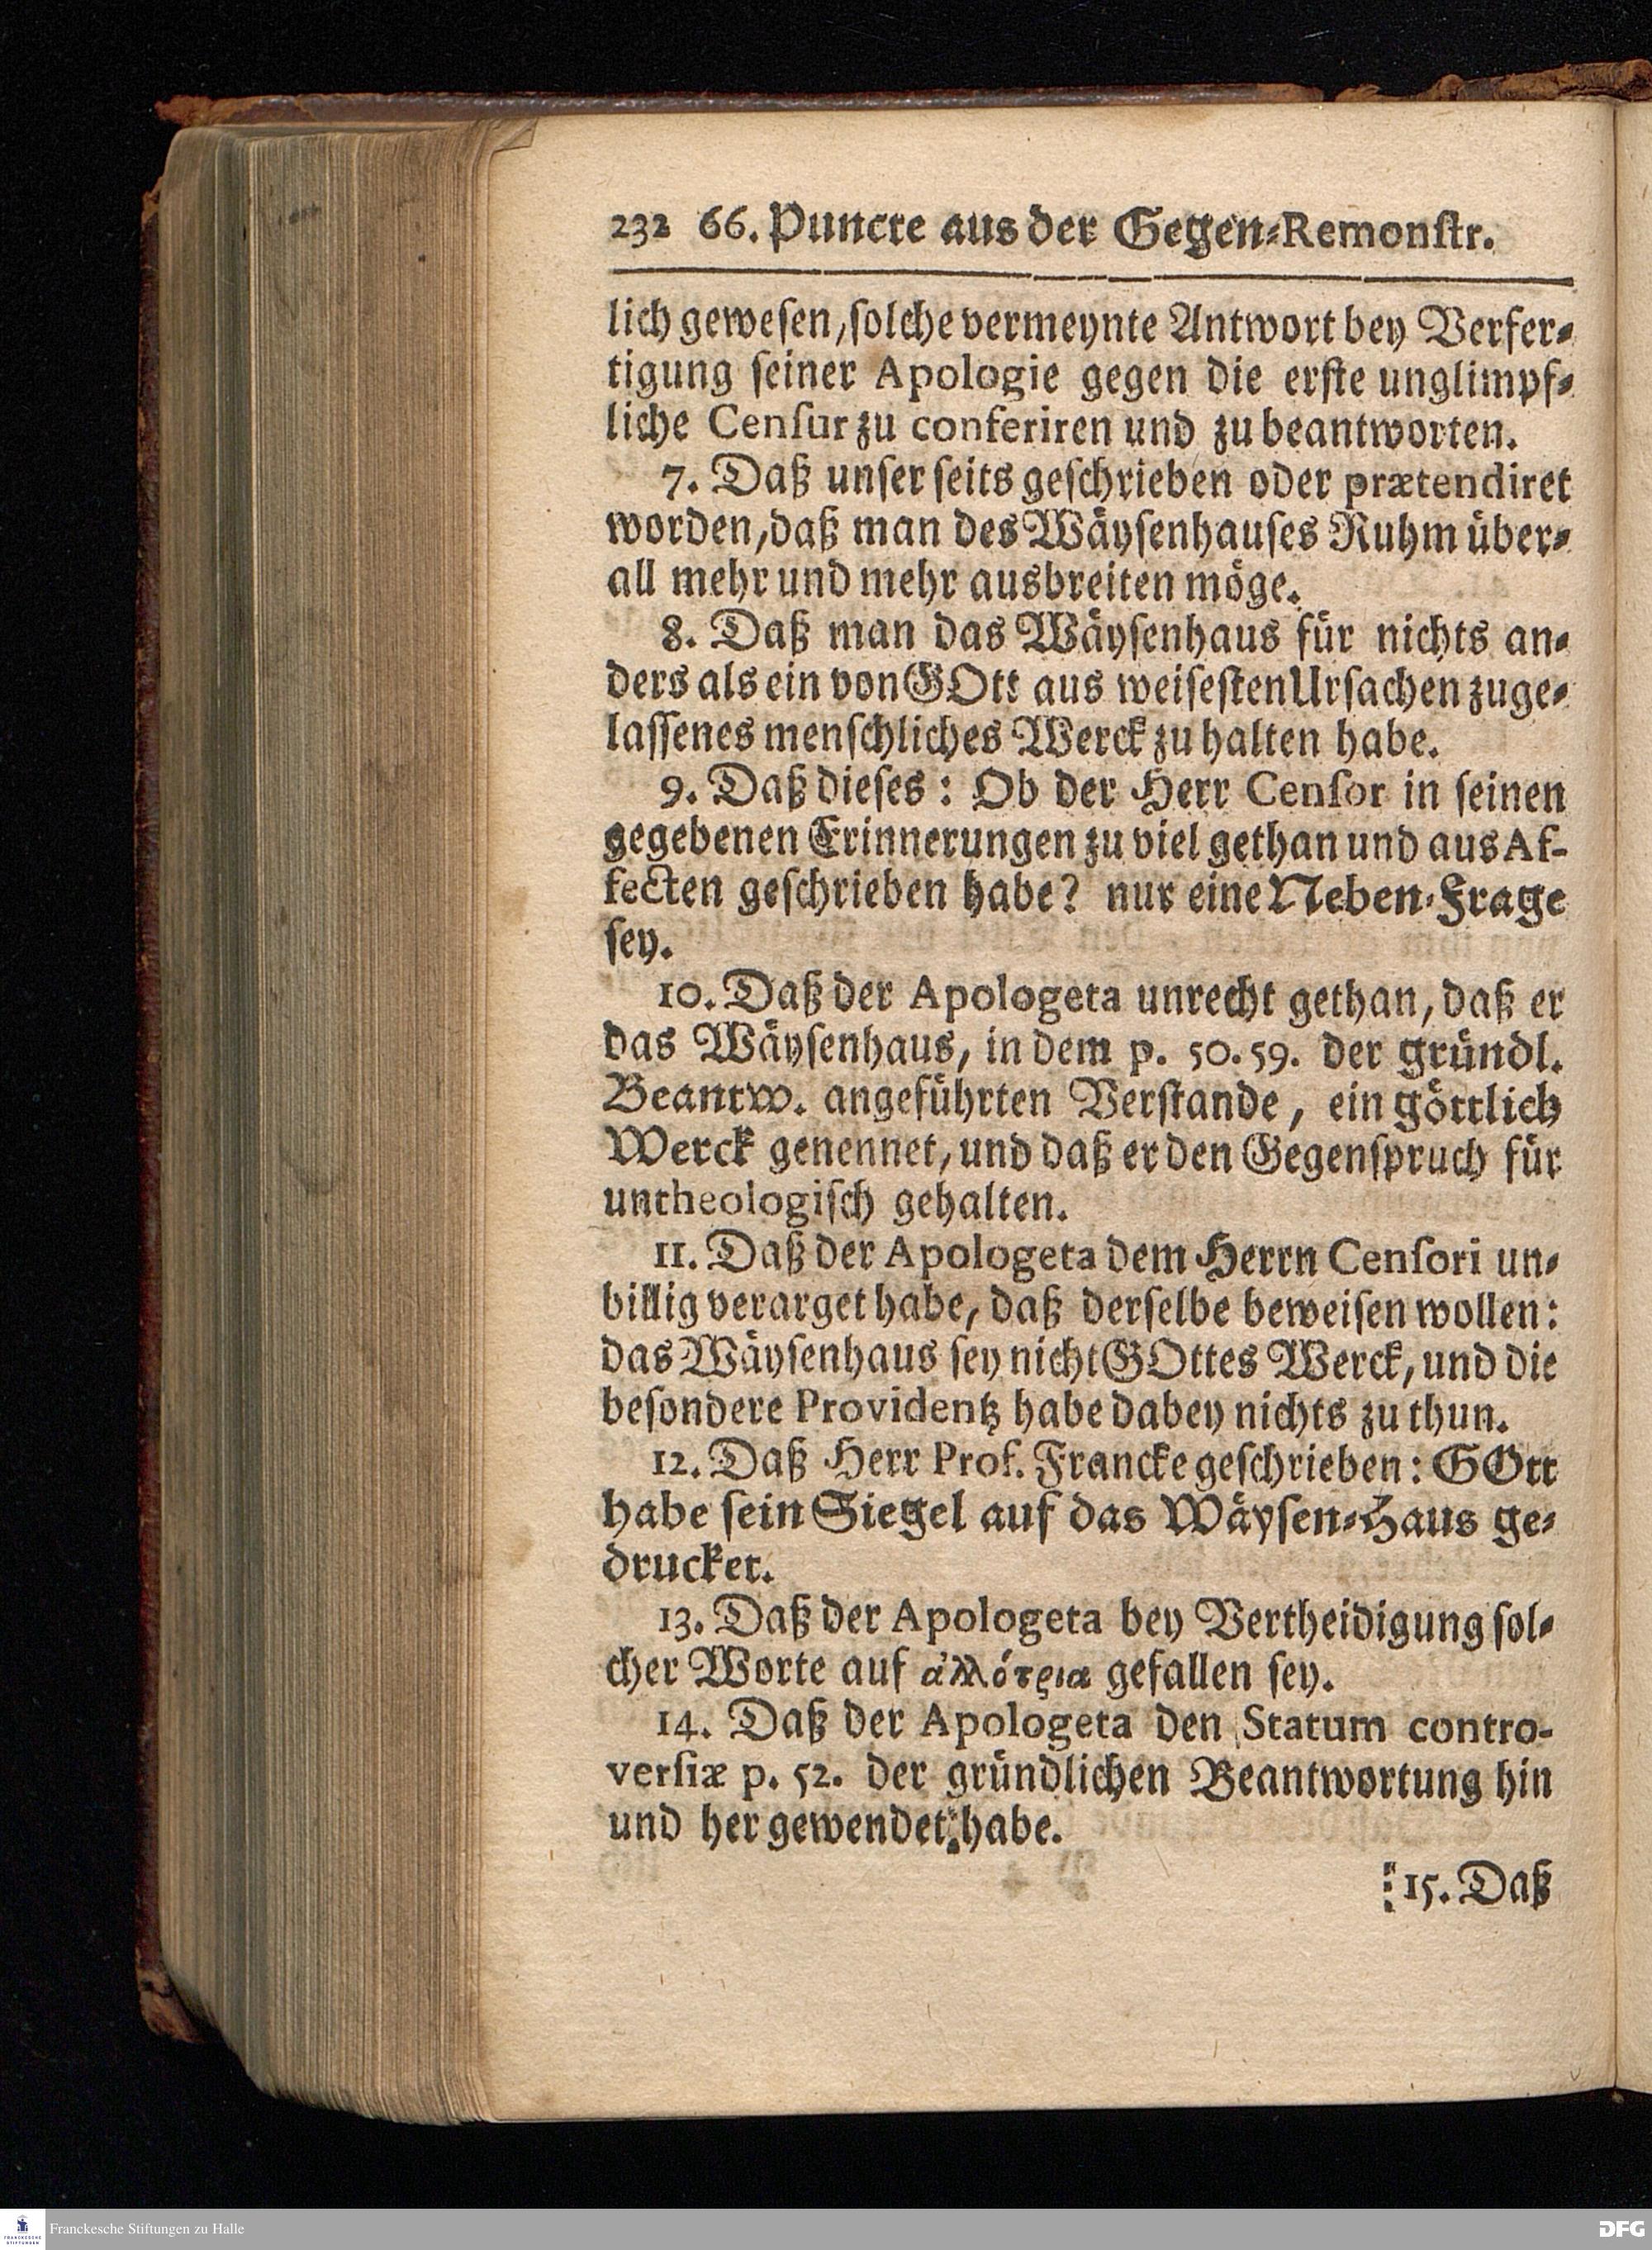 232 66. Puncte aus der Gegen-Remonstr.
lich gewesen, solche vermeynte Antwort bey Verfer-
tigung seiner Apologie gegen die erste unglimpf-
liche Censur zu conferiren und zu beantworten.
7. Daß unser seits geschrieben oder prætendiret
worden, daß man des Wäysenhauses Ruhm über-
all mehr und mehr ausbreiten möge.
8. Daß man das Wäysenhaus für nichts an-
ders als ein von GOtt aus weisesten Ursachen zuge-
lassenes menschliches Werck zu halten habe.
9. Daß dieses: Ob der Herr Censor in seinen
gegebenen Erinnerungen zu viel gethan und aus Af-
fecten geschrieben habe? nur eine Neben-Frage
sey.
10. Daß der Apologeta unrecht gethan, daß er
das Wäysenhaus, in dem p. 50. 59. der gründl.
Beantw. angeführten Verstande, ein göttlich
Werck genennet, und daß er den Gegenspruch für
untheologisch gehalten.
11. Daß der Apologeta dem Herrn Censori un-
billig verarget habe, daß derselbe beweisen wollen:
das Wäysenhaus sey nicht GOttes Werck, und die
besondere Providentz habe dabey nichts zu thun.
12. Daß Herr Prof. Francke geschrieben: GOtt
habe sein Siegel auf das Wäysen-Haus ge-
drucket.
13. Daß der Apologeta bey Vertheidigung sol-
cher Worte auf ἀλλότρια gefallen sey.
14. Daß der Apologeta den Statum contro-
versiæ p. 52. der gründlichen Beantwortung hin
und her gewendet habe.
15. Daß
Franckesche Stiftungen zu Halle
FRANCKESCHE STIFTUNGEN
DFG